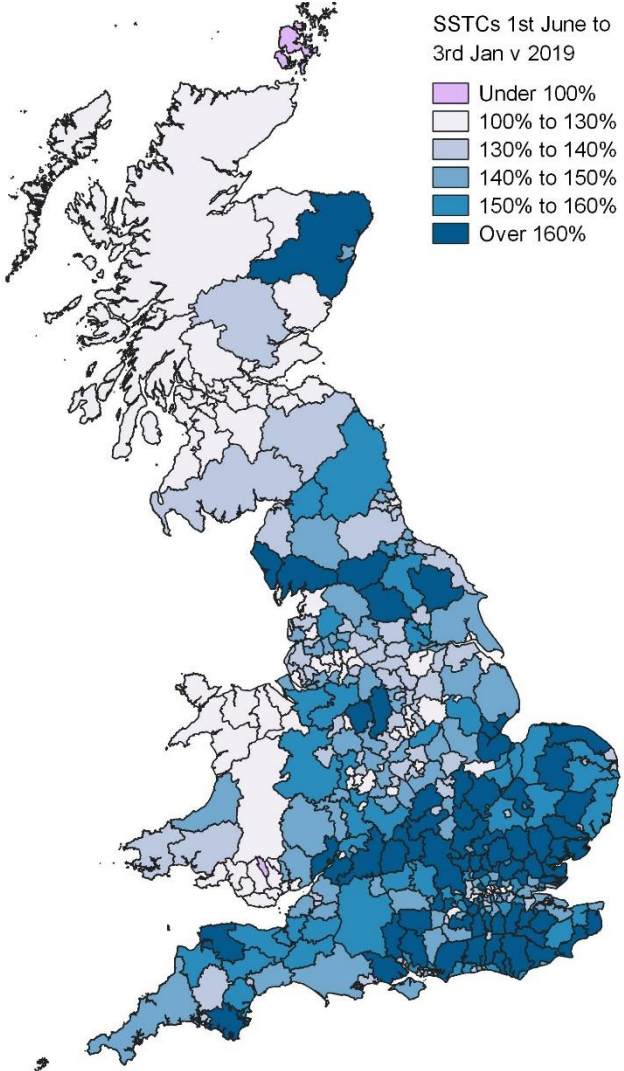 SSTCs 1st June to
3rd Jan v 2019
Under 100%
100% to 130%
130% to 140%
140% to 150%
150% to 160%
Over 160%